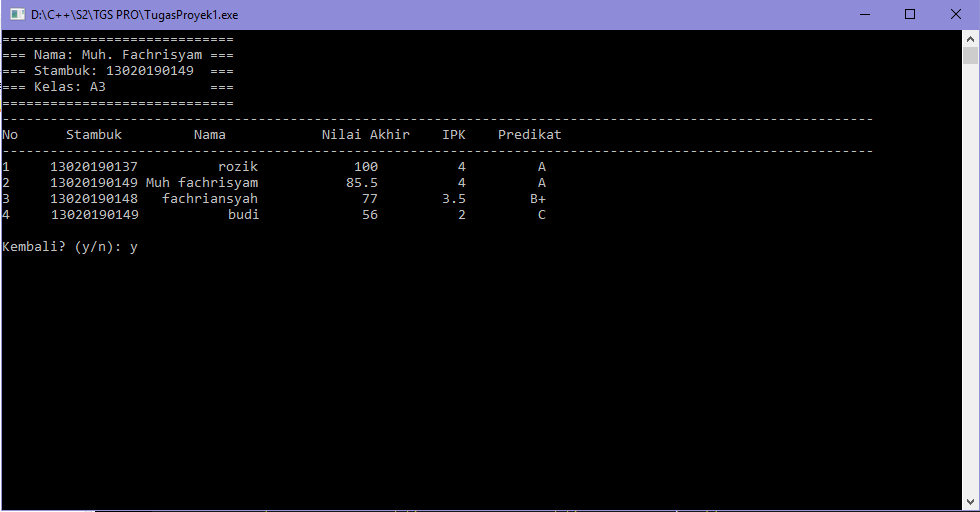 D:\C++\S2\TGS PRO\TugasProyek1.exe
=============================
=== Nama: Muh. Fachrisyam ===
=== Stambuk: 13020190149  ===
=== Kelas: A3             ===
=============================
-------------------------------------------------------------------------------------------------------------
No      Stambuk         Nama            Nilai Akhir    IPK    Predikat
-------------------------------------------------------------------------------------------------------------
1     13020190137          rozik            100          4         A
2     13020190149 Muh fachrisyam           85.5          4         A
3     13020190148   fachriansyah             77        3.5        B+
4     13020190149           budi             56          2         C
Kembali? (y/n): y